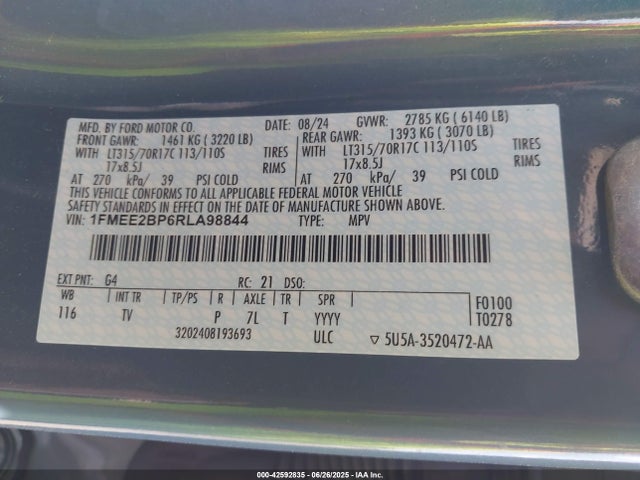 MFD. BY FORD MOTOR CO. DATE: 08/24 GVWR: 2785 KG ( 6140 LB)
FRONT GAWR: 1461 KG ( 3220 LB) REAR GAWR: 1393 KG ( 3070 LB)
WITH LT315/70R17C 113/110S TIRES WITH LT315/70R17C 113/110S TIRES
17x8.5J RIMS 17x8.5J RIMS
AT 270 kPa/ 39 PSI COLD AT 270 kPa/ 39 PSI COLD
THIS VEHICLE CONFORMS TO ALL APPLICABLE FEDERAL MOTOR VEHICLE
SAFETY STANDARDS IN EFFECT ON THE DATE OF MANUFACTURE SHOWN ABOVE.
VIN: 1FMEE2BP6RLA98844 TYPE: MPV
EXT PNT: G4 RC: 21 DSO:
WB INT TR TP/PS R AXLE TR SPR F0100
116 TV P 7L T YYYY T0278
3202408193693 ULC ▽ 5U5A-3520472-AA
000-42592835 - 06/26/2025 - IAA, Inc.